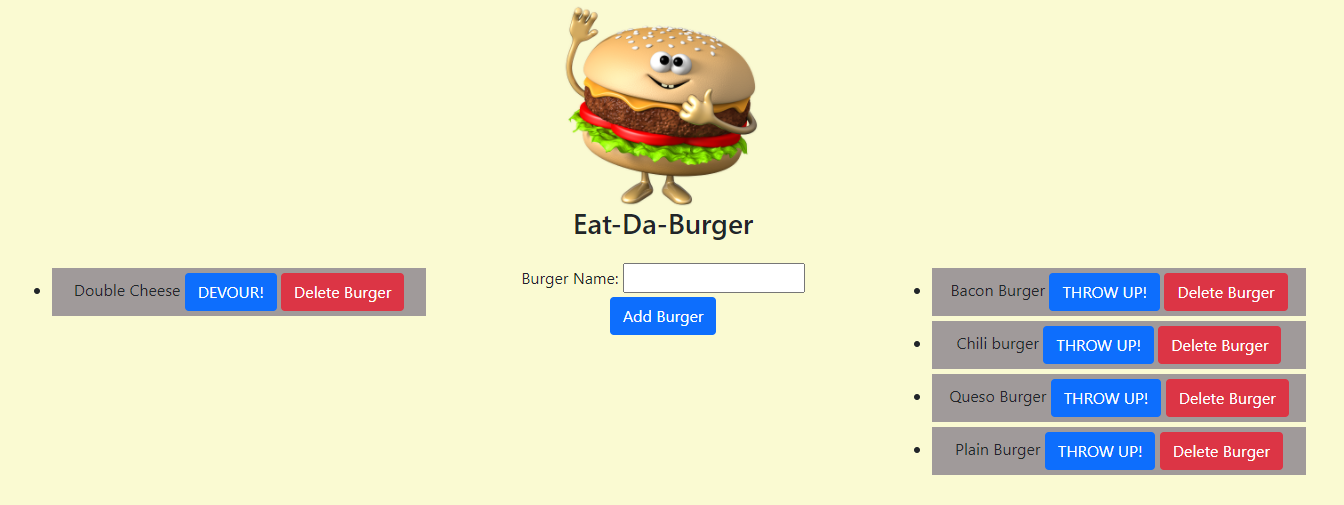 Eat-Da-Burger
Double Cheese DEVOUR! Delete Burger
Burger Name:
Add Burger
Bacon Burger THROW UP! Delete Burger
Chili burger THROW UP! Delete Burger
Queso Burger THROW UP! Delete Burger
Plain Burger THROW UP! Delete Burger